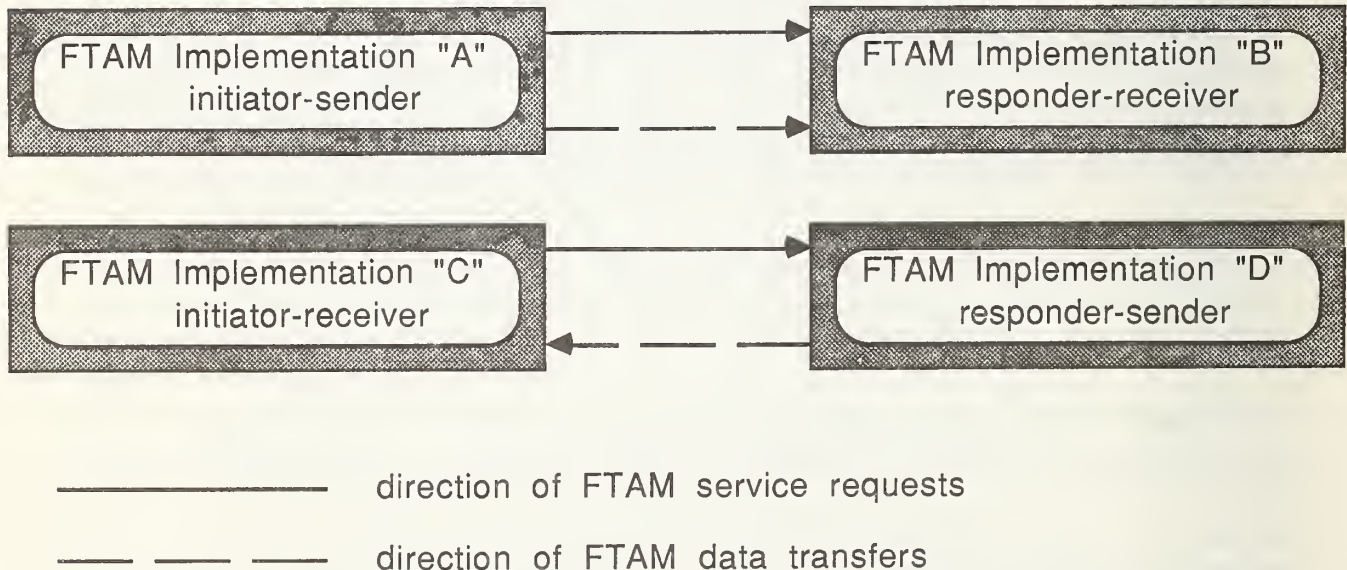 FTAM Implementation "A"
initiator-sender
FTAM Implementation "B"
responder-receiver
FTAM Implementation "C"
initiator-receiver
FTAM Implementation "D"
responder-sender
direction of FTAM service requests
direction of FTAM data transfers